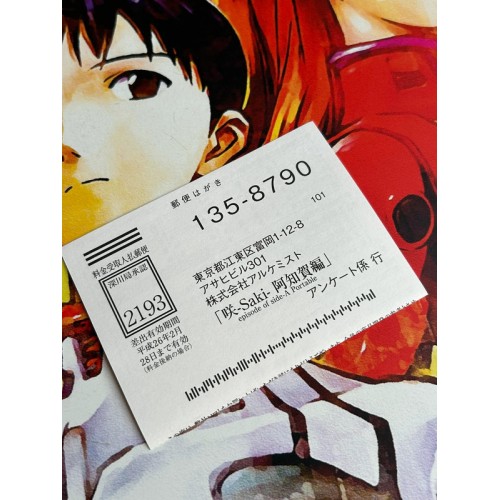 郵便はがき
135-8790
101
料金受取人払郵便
深川局承認
2193
差出有効期間
平成26年2月
28日まで有効
(料金後納の場合)
東京都江東区富岡1-12-8
アサヒビル301
株式会社アルケミスト
「咲-Saki- 阿知賀編」
episode of side-A Portable
アンケート係 行